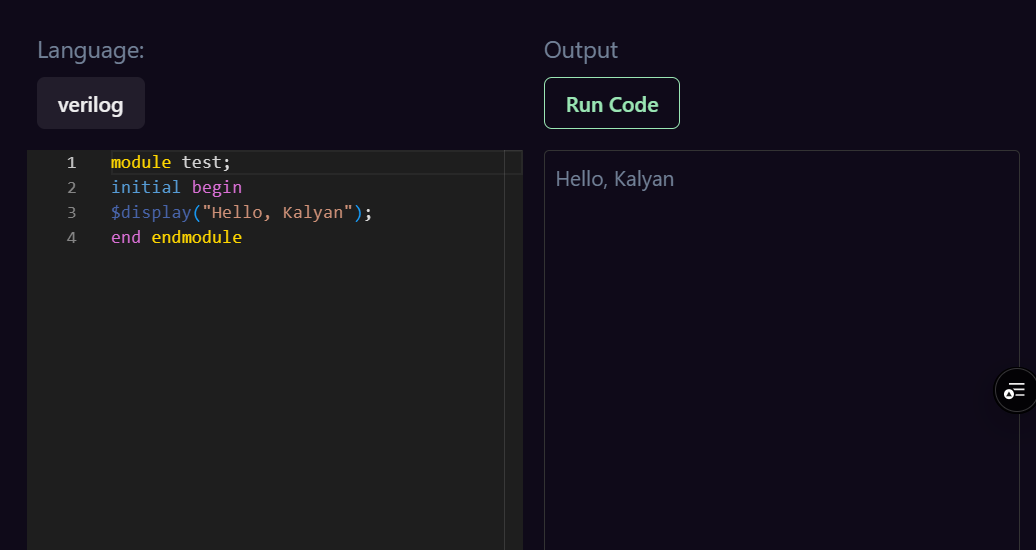 Language:
verilog
1 module test;
2 initial begin
3 $display("Hello, Kalyan");
4 end endmodule
Output
Run Code
Hello, Kalyan